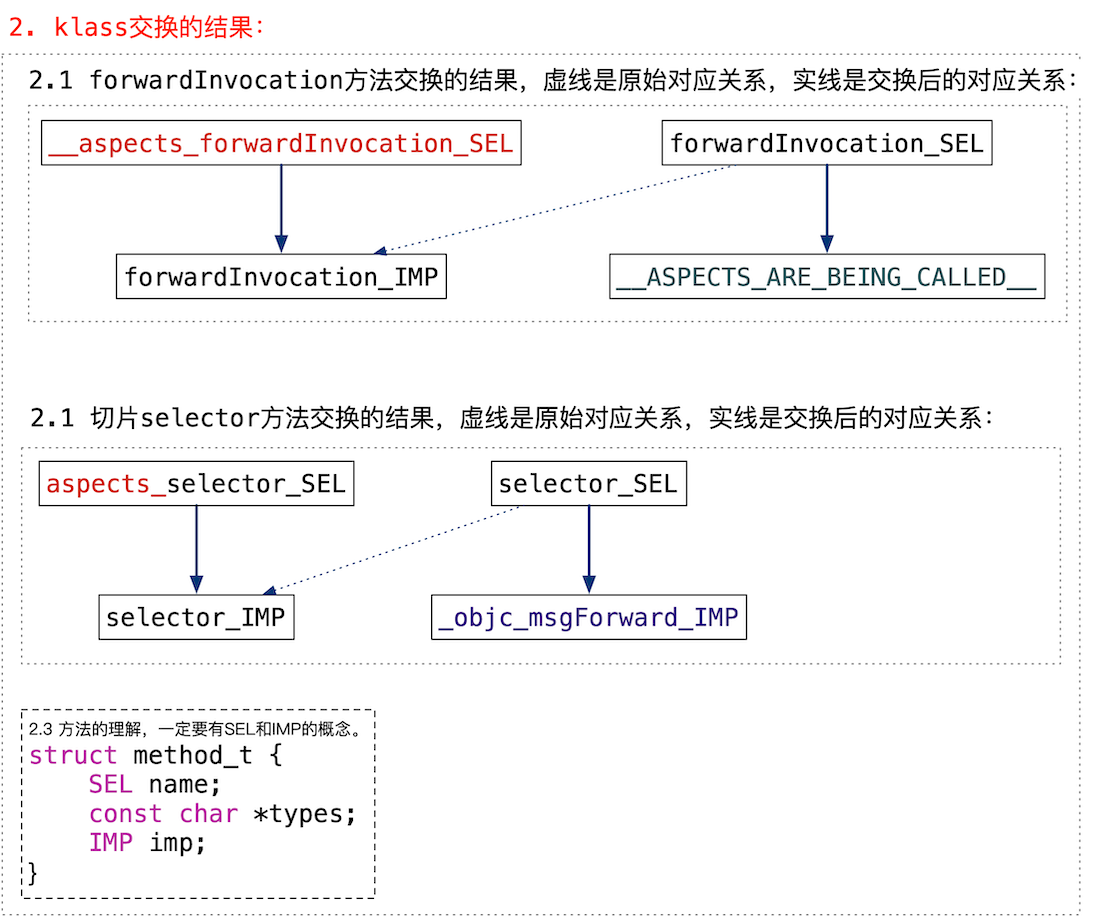 2. klass交换的结果：
2.1 forwardInvocation方法交换的结果，虚线是原始对应关系，实线是交换后的对应关系：
__aspects_forwardInvocation_SEL
forwardInvocation_SEL
forwardInvocation_IMP
__ASPECTS_ARE_BEING_CALLED__
2.1 切片selector方法交换的结果，虚线是原始对应关系，实线是交换后的对应关系：
aspects_selector_SEL
selector_SEL
selector_IMP
_objc_msgForward_IMP
2.3 方法的理解，一定要有SEL和IMP的概念。
struct method_t {
SEL name;
const char *types;
IMP imp;
}